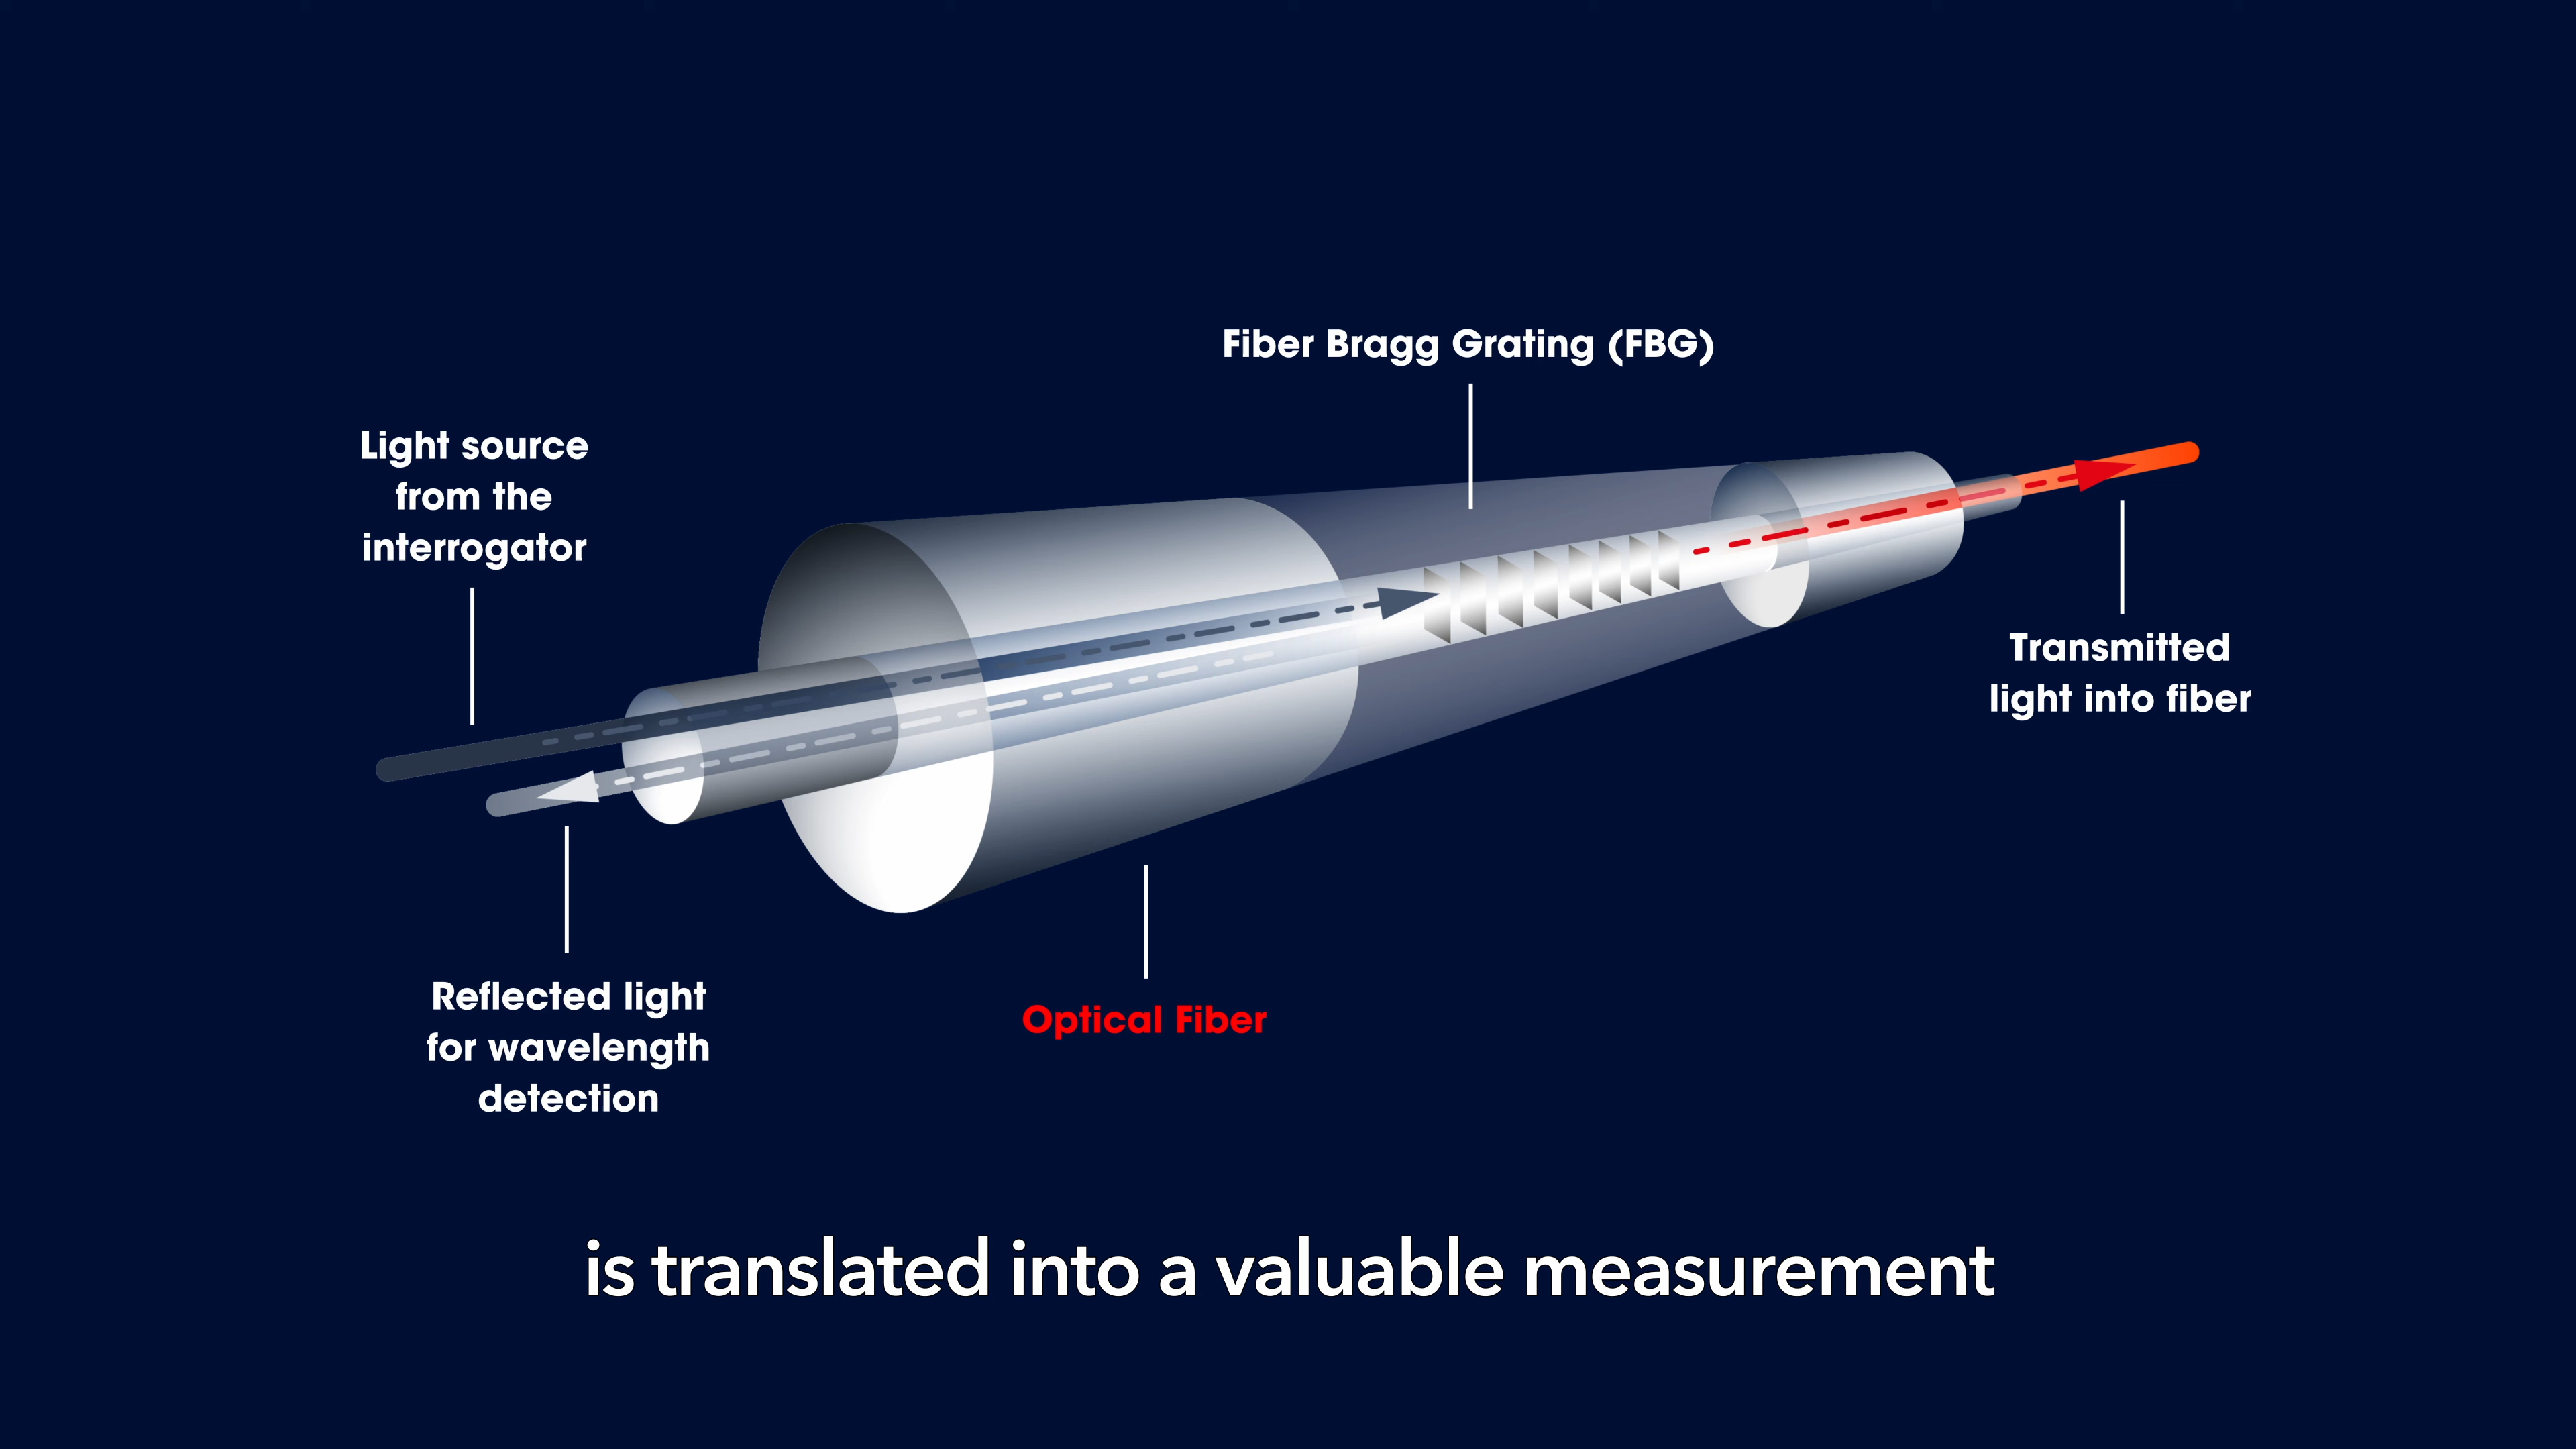 Fiber Bragg Grating (FBG)
Light source
from the
interrogator
Transmitted
light into fiber
Reflected light
for wavelength
detection
Optical Fiber
is translated into a valuable measurement